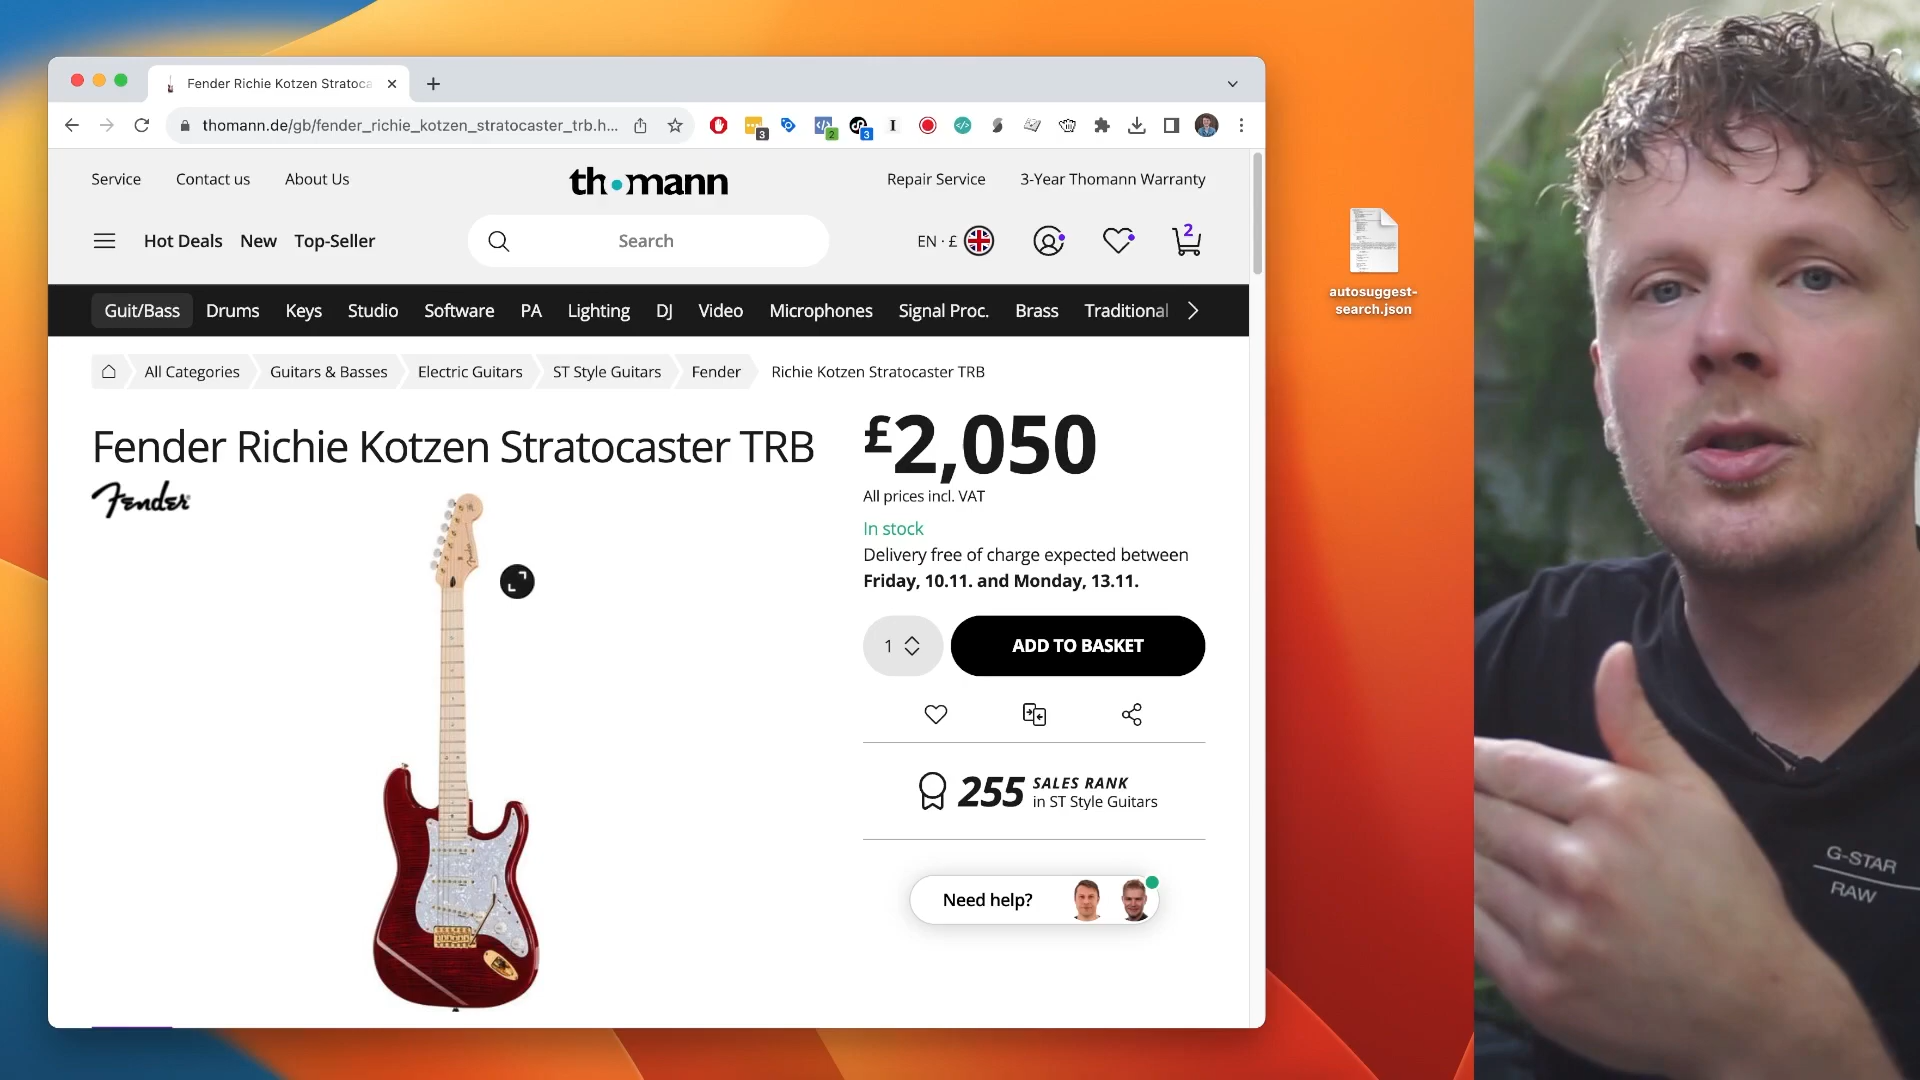 Fender Richie Kotzen Stratoca
thomann.de/gb/fender_richie_kotzen_stratocaster_trb.h...
3
2
3
Service
Contact us
About Us
th•mann
Repair Service
3-Year Thomann Warranty
Hot Deals
New
Top-Seller
Search
EN · £
2
Guit/Bass
Drums
Keys
Studio
Software
PA
Lighting
DJ
Video
Microphones
Signal Proc.
Brass
Traditional
All Categories
Guitars & Basses
Electric Guitars
ST Style Guitars
Fender
Richie Kotzen Stratocaster TRB
Fender Richie Kotzen Stratocaster TRB
Fender
£2,050
All prices incl. VAT
In stock
Delivery free of charge expected between
Friday, 10.11. and Monday, 13.11.
1
ADD TO BASKET
255
SALES RANK
in ST Style Guitars
Need help?
autosuggest-
search.json
G-STAR
RAW